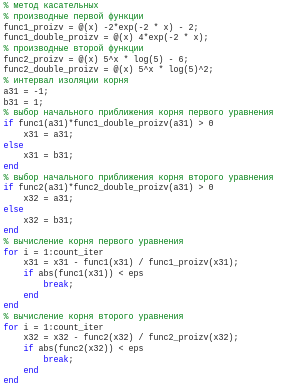 % метод касательных
% производные первой функции
func1_proizv = @(x) -2*exp(-2 * x) - 2;
func1_double_proizv = @(x) 4*exp(-2 * x);
% производные второй функции
func2_proizv = @(x) 5^x * log(5) - 6;
func2_double_proizv = @(x) 5^x * log(5)^2;
% интервал изоляции корня
a31 = -1;
b31 = 1;
% выбор начального приближения корня первого уравнения
if func1(a31)*func1_double_proizv(a31) > 0
    x31 = a31;
else
    x31 = b31;
end
% выбор начального приближения корня второго уравнения
if func2(a31)*func2_double_proizv(a31) > 0
    x32 = a31;
else
    x32 = b31;
end
% вычисление корня первого уравнения
for i = 1:count_iter
    x31 = x31 - func1(x31) / func1_proizv(x31);
    if abs(func1(x31)) < eps
        break;
    end
end
% вычисление корня второго уравнения
for i = 1:count_iter
    x32 = x32 - func2(x32) / func2_proizv(x32);
    if abs(func2(x32)) < eps
        break;
    end
end